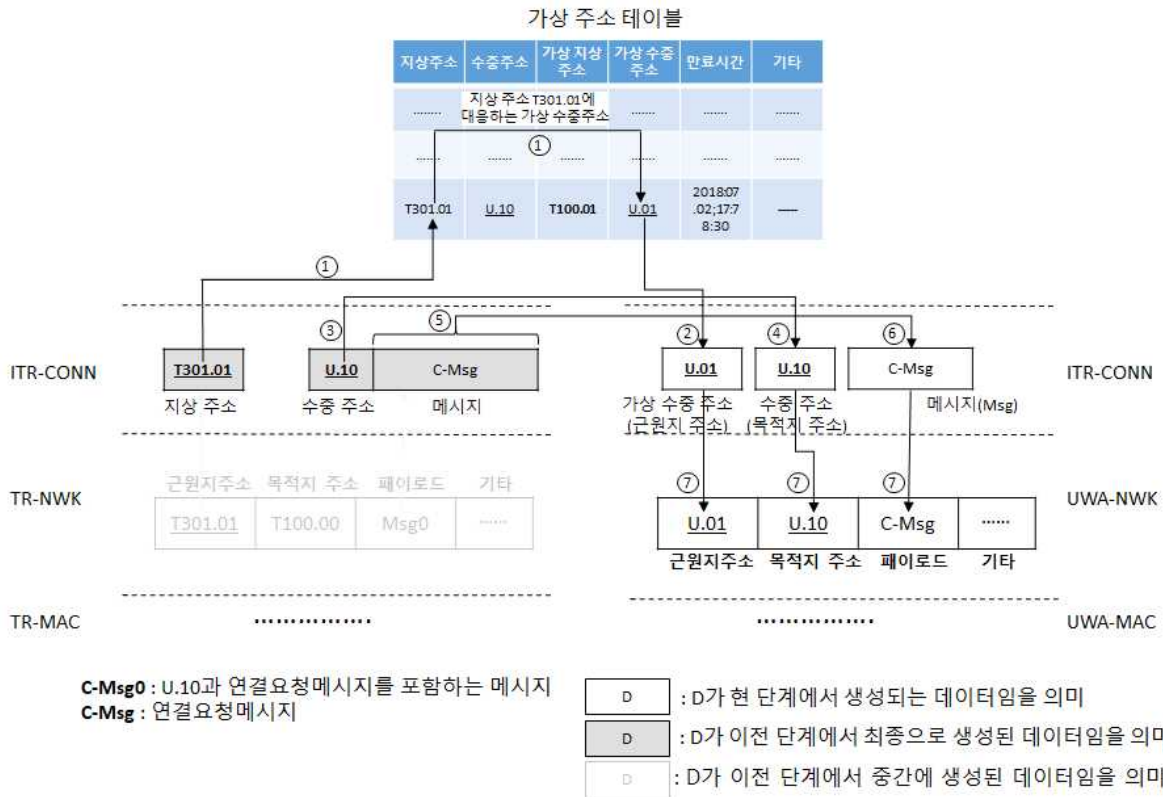 가상 주소 테이블
지상주소 수중주소 가상 지상 주소 가상 수중 주소 만료시간 기타
....... 지상 주소 T301.01에 ....... ....... .......
대응하는 가상 수중주소
①
....... ....... ....... ....... ....... .......
T301.01 U.10 T100.01 U.01 2018:07
.02;17:7
8:30
①
③ ⑤ ② ④ ⑥
ITR-CONN T301.01 U.10 C-Msg U.01 U.10 C-Msg ITR-CONN
지상 주소 수중 주소 메시지 가상 수중 주소 수중 주소 메시지(Msg)
(근원지 주소) (목적지 주소)
근원지주소 목적지 주소 페이로드 기타
⑦ ⑦ ⑦
TR-NWK UWA-NWK
T301.01 T100.00 Msg0 ...... U.01 U.10 C-Msg ......
근원지주소 목적지 주소 페이로드 기타
TR-MAC ............... ............... UWA-MAC
C-Msg0 : U.10과 연결요청메시지를 포함하는 메시지
C-Msg : 연결요청메시지
D : D가 현 단계에서 생성되는 데이터임을 의미
D : D가 이전 단계에서 최종으로 생성된 데이터임을 의미
D : D가 이전 단계에서 중간에 생성된 데이터임을 의미